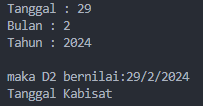 Tanggal : 29
Bulan : 2
Tahun : 2024
maka D2 bernilai:29/2/2024
Tanggal Kabisat